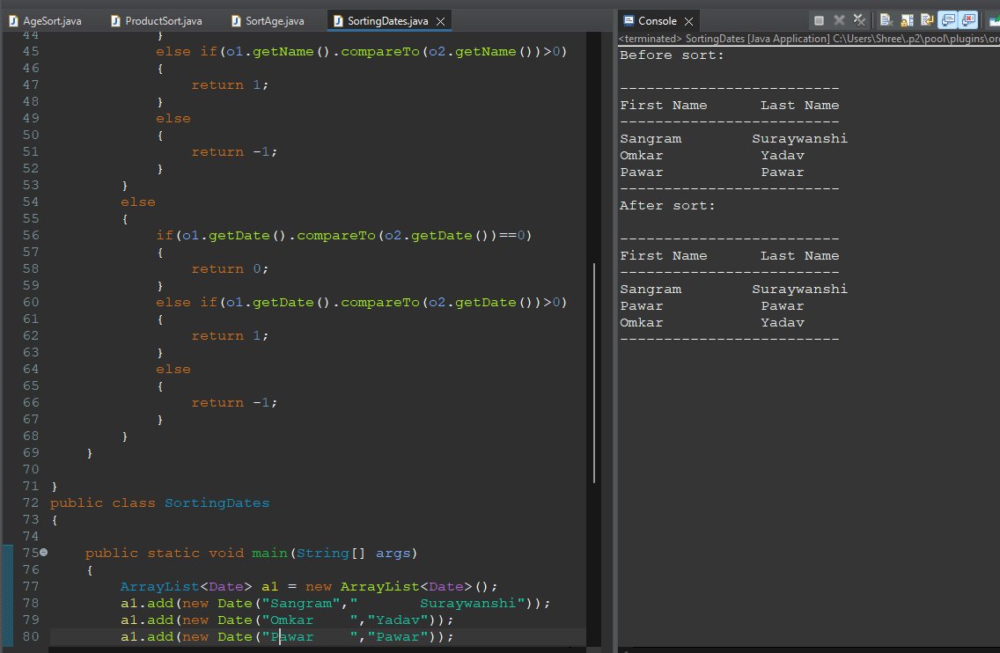 AgeSort.java ProductSort.java SortAge.java SortingDates.java
44 }
45 else if(o1.getName().compareTo(o2.getName())>0)
46 {
47 return 1;
48 }
49 else
50 {
51 return -1;
52 }
53 }
54 else
55 {
56 if(o1.getDate().compareTo(o2.getDate())==0)
57 {
58 return 0;
59 }
60 else if(o1.getDate().compareTo(o2.getDate())>0)
61 {
62 return 1;
63 }
64 else
65 {
66 return -1;
67 }
68 }
69 }
70
71 }
72 public class SortingDates
73 {
74
75 public static void main(String[] args)
76 {
77 ArrayList<Date> a1 = new ArrayList<Date>();
78 a1.add(new Date("Sangram","       Suraywanshi"));
79 a1.add(new Date("Omkar    ","Yadav"));
80 a1.add(new Date("Pawar    ","Pawar"));
Console
<terminated> SortingDates [Java Application] C:\Users\Shree\.p2\pool\plugins\org
Before sort:
-------------------------
First Name      Last Name
-------------------------
Sangram        Suraywanshi
Omkar           Yadav
Pawar           Pawar
-------------------------
After sort:
-------------------------
First Name      Last Name
-------------------------
Sangram        Suraywanshi
Pawar           Pawar
Omkar           Yadav
-------------------------